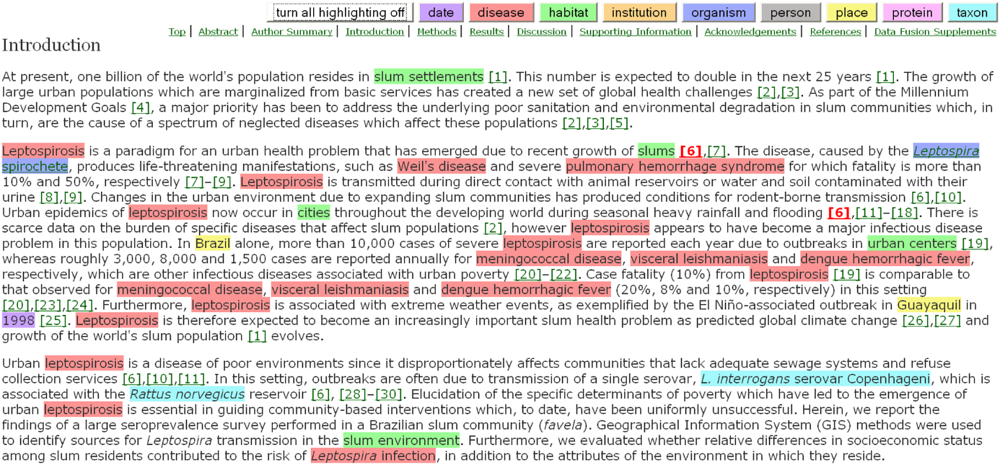 turn all highlighting off date disease habitat institution organism person place protein taxon
Top | Abstract | Author Summary | Introduction | Methods | Results | Discussion | Supporting Information | Acknowledgements | References | Data Fusion Supplements
Introduction
At present, one billion of the world's population resides in slum settlements [1]. This number is expected to double in the next 25 years [1]. The growth of
large urban populations which are marginalized from basic services has created a new set of global health challenges [2],[3]. As part of the Millennium
Development Goals [4], a major priority has been to address the underlying poor sanitation and environmental degradation in slum communities which, in
turn, are the cause of a spectrum of neglected diseases which affect these populations [2],[3],[5].
Leptospirosis is a paradigm for an urban health problem that has emerged due to recent growth of slums [6],[7]. The disease, caused by the Leptospira
spirochete, produces life-threatening manifestations, such as Weil's disease and severe pulmonary hemorrhage syndrome for which fatality is more than
10% and 50%, respectively [7]–[9]. Leptospirosis is transmitted during direct contact with animal reservoirs or water and soil contaminated with their
urine [8],[9]. Changes in the urban environment due to expanding slum communities has produced conditions for rodent-borne transmission [6],[10].
Urban epidemics of leptospirosis now occur in cities throughout the developing world during seasonal heavy rainfall and flooding [6],[11]–[18]. There is
scarce data on the burden of specific diseases that affect slum populations [2], however leptospirosis appears to have become a major infectious disease
problem in this population. In Brazil alone, more than 10,000 cases of severe leptospirosis are reported each year due to outbreaks in urban centers [19],
whereas roughly 3,000, 8,000 and 1,500 cases are reported annually for meningococcal disease, visceral leishmaniasis and dengue hemorrhagic fever,
respectively, which are other infectious diseases associated with urban poverty [20]–[22]. Case fatality (10%) from leptospirosis [19] is comparable to
that observed for meningococcal disease, visceral leishmaniasis and dengue hemorrhagic fever (20%, 8% and 10%, respectively) in this setting
[20],[23],[24]. Furthermore, leptospirosis is associated with extreme weather events, as exemplified by the El Niño-associated outbreak in Guayaquil in
1998 [25]. Leptospirosis is therefore expected to become an increasingly important slum health problem as predicted global climate change [26],[27] and
growth of the world's slum population [1] evolves.
Urban leptospirosis is a disease of poor environments since it disproportionately affects communities that lack adequate sewage systems and refuse
collection services [6],[10],[11]. In this setting, outbreaks are often due to transmission of a single serovar, L. interrogans serovar Copenhageni, which is
associated with the Rattus norvegicus reservoir [6], [28]–[30]. Elucidation of the specific determinants of poverty which have led to the emergence of
urban leptospirosis is essential in guiding community-based interventions which, to date, have been uniformly unsuccessful. Herein, we report the
findings of a large seroprevalence survey performed in a Brazilian slum community (favela). Geographical Information System (GIS) methods were used
to identify sources for Leptospira transmission in the slum environment. Furthermore, we evaluated whether relative differences in socioeconomic status
among slum residents contributed to the risk of Leptospira infection, in addition to the attributes of the environment in which they reside.